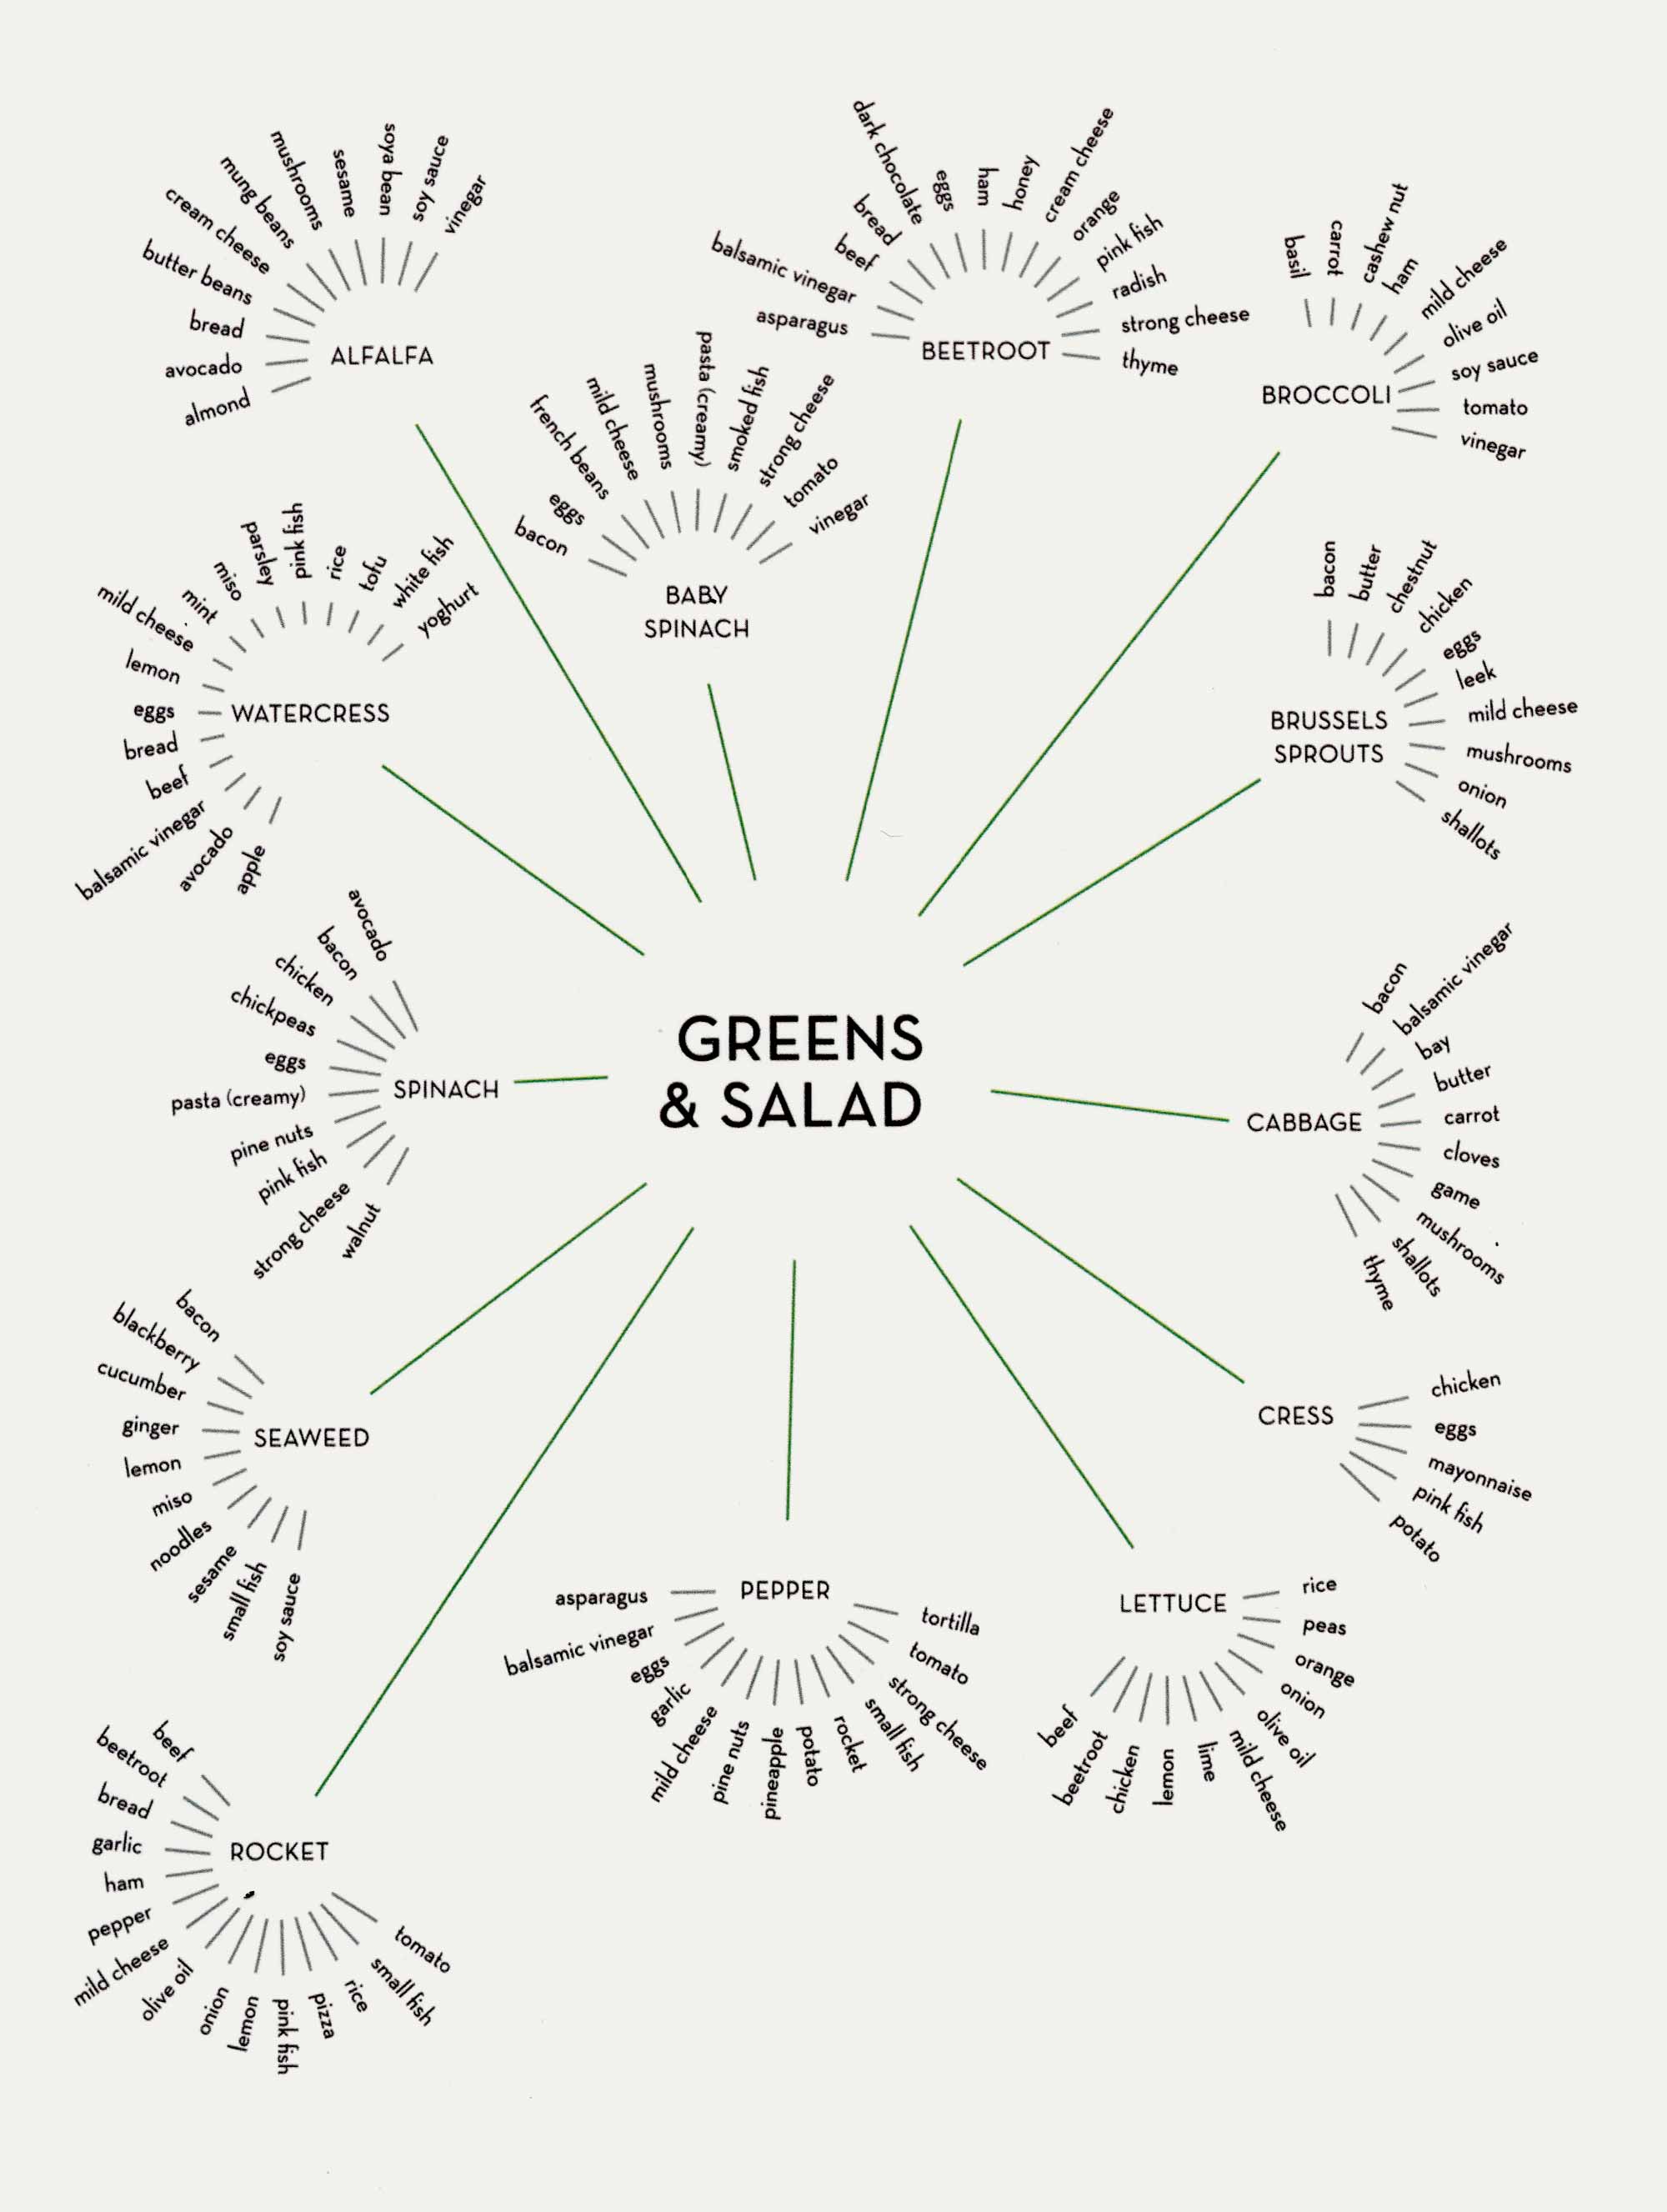 ALFALFA
almond
avocado
bread
butter beans
cream cheese
mung beans
mushrooms
sesame
soya bean
soy sauce
vinegar
BABY
SPINACH
bacon
eggs
french beans
mild cheese
mushrooms
pasta (creamy)
smoked fish
strong cheese
tomato
vinegar
BEETROOT
asparagus
balsamic vinegar
beef
bread
dark chocolate
eggs
ham
honey
cream cheese
orange
pink fish
radish
strong cheese
thyme
BROCCOLI
basil
carrot
cashew nut
ham
mild cheese
olive oil
soy sauce
tomato
vinegar
BRUSSELS
SPROUTS
bacon
butter
chestnut
chicken
eggs
leek
mild cheese
mushrooms
onion
shallots
WATERCRESS
apple
avocado
balsamic vinegar
beef
bread
eggs
lemon
mild cheese
mint
miso
parsley
pink fish
rice
tofu
white fish
yoghurt
GREENS
& SALAD
SPINACH
avocado
bacon
chicken
chickpeas
eggs
pasta (creamy)
pine nuts
pink fish
strong cheese
walnut
CABBAGE
bacon
balsamic vinegar
bay
butter
carrot
cloves
game
mushrooms
shallots
thyme
CRESS
chicken
eggs
mayonnaise
pink fish
potato
SEAWEED
bacon
blackberry
cucumber
ginger
lemon
miso
noodles
sesame
small fish
soy sauce
PEPPER
asparagus
balsamic vinegar
eggs
garlic
mild cheese
pine nuts
pineapple
potato
rocket
small fish
strong cheese
tomato
tortilla
LETTUCE
beef
beetroot
chicken
lemon
lime
mild cheese
olive oil
onion
orange
peas
rice
ROCKET
beef
beetroot
bread
garlic
ham
pepper
mild cheese
olive oil
onion
lemon
pink fish
pizza
rice
small fish
tomato